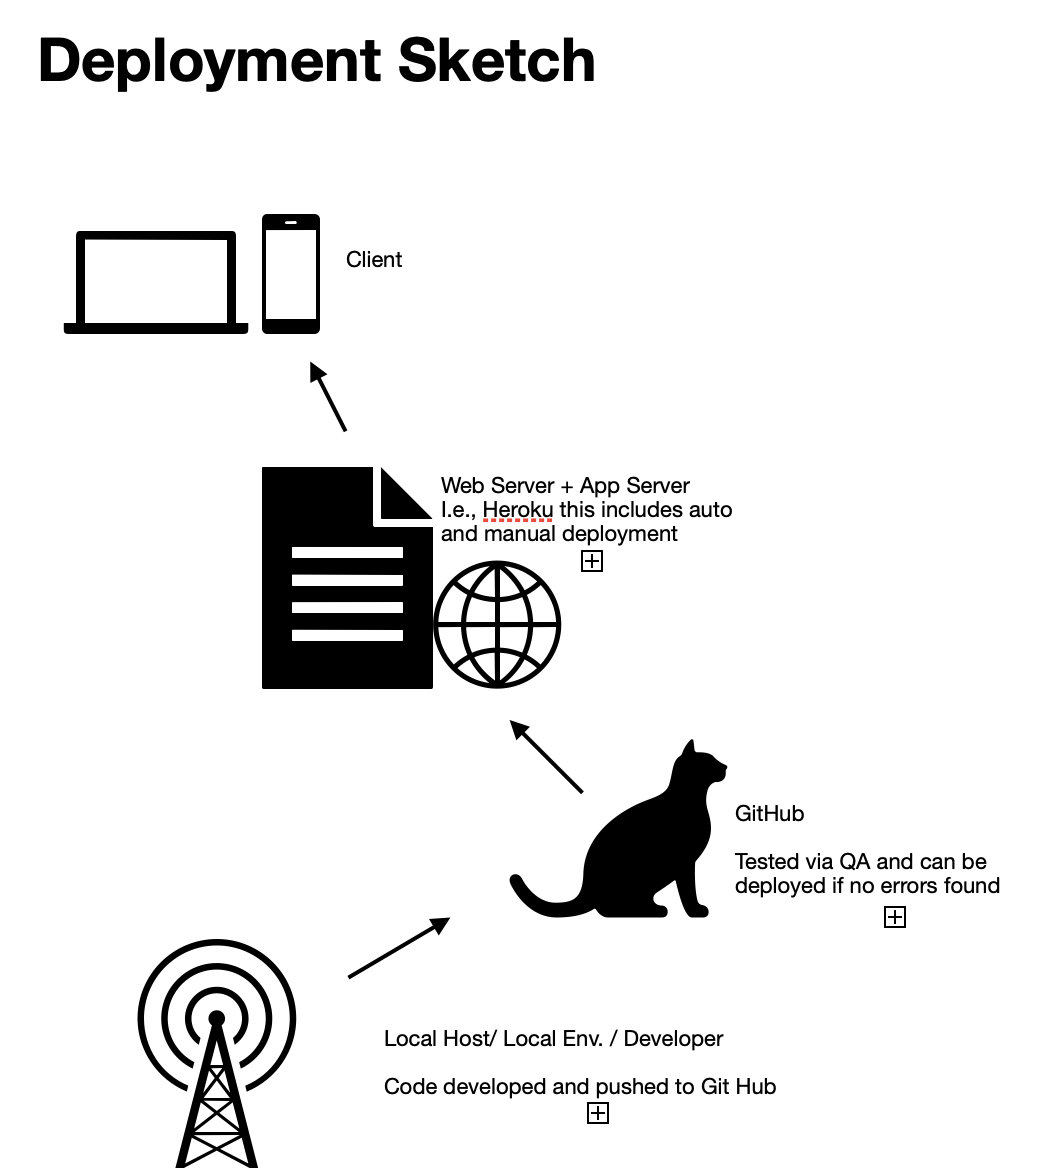 Deployment Sketch
Client
Web Server + App Server
I.e., Heroku this includes auto
and manual deployment
GitHub
Tested via QA and can be
deployed if no errors found
Local Host/ Local Env. / Developer
Code developed and pushed to Git Hub